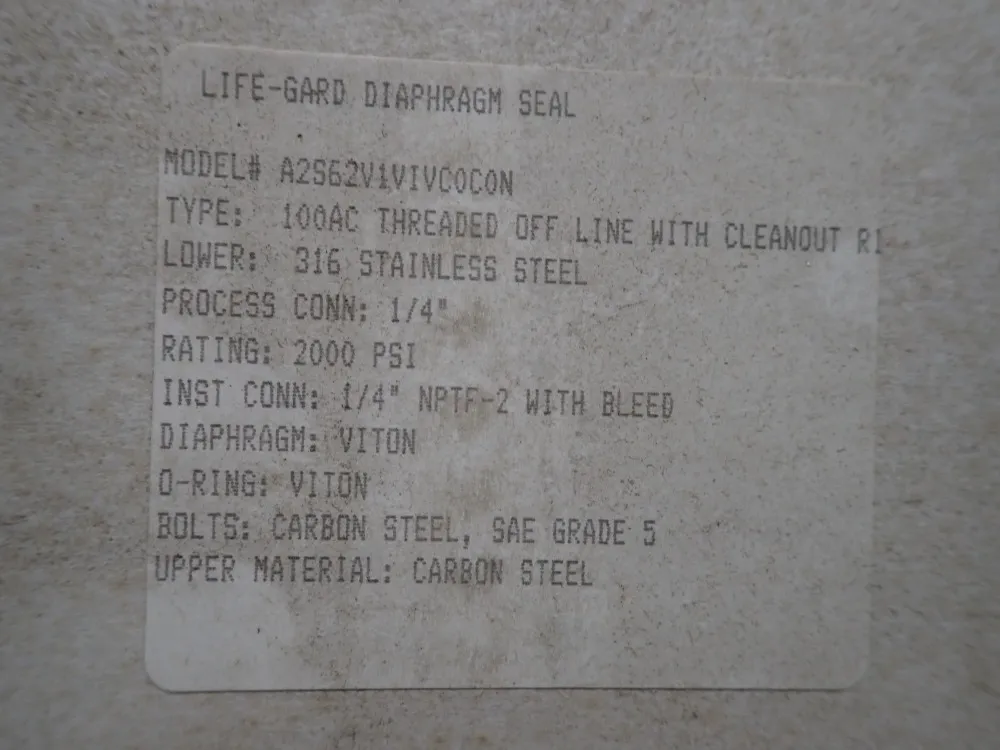 LIFE-GARD DIAPHRAGM SEAL
MODEL# A2S62V1VIVCOCON
TYPE: 100AC THREADED OFF LINE WITH CLEANOUT RI
LOWER: 316 STAINLESS STEEL
PROCESS CONN: 1/4"
RATING: 2000 PSI
INST CONN: 1/4" NPTF-2 WITH BLEED
DIAPHRAGM: VITON
O-RING: VITON
BOLTS: CARBON STEEL, SAE GRADE 5
UPPER MATERIAL: CARBON STEEL